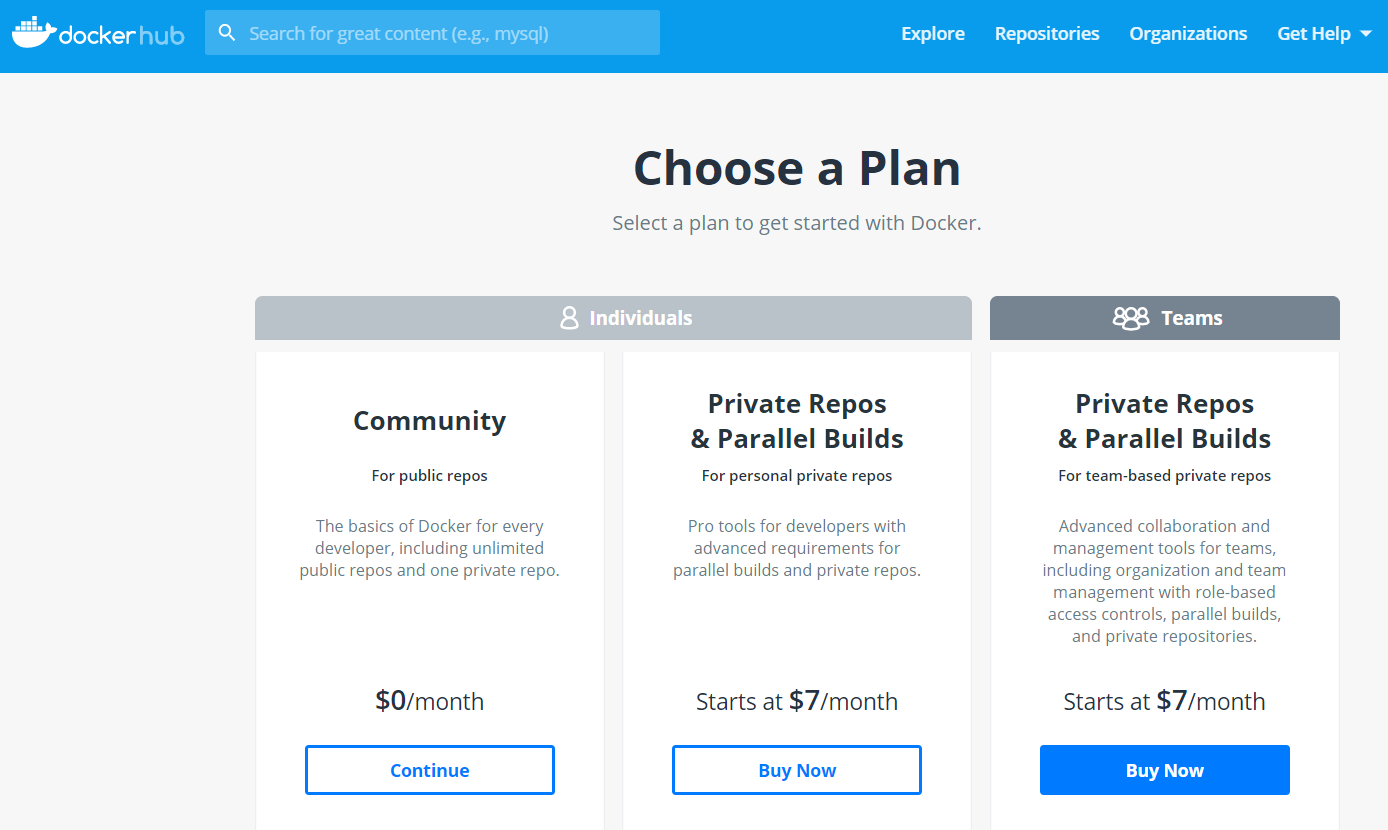 docker hub
Search for great content (e.g., mysql)
Explore
Repositories
Organizations
Get Help
Choose a Plan
Select a plan to get started with Docker.
Individuals
Teams
Community
For public repos
The basics of Docker for every
developer, including unlimited
public repos and one private repo.
$0/month
Continue
Private Repos
& Parallel Builds
For personal private repos
Pro tools for developers with
advanced requirements for
parallel builds and private repos.
Starts at $7/month
Buy Now
Private Repos
& Parallel Builds
For team-based private repos
Advanced collaboration and
management tools for teams,
including organization and team
management with role-based
access controls, parallel builds,
and private repositories.
Starts at $7/month
Buy Now